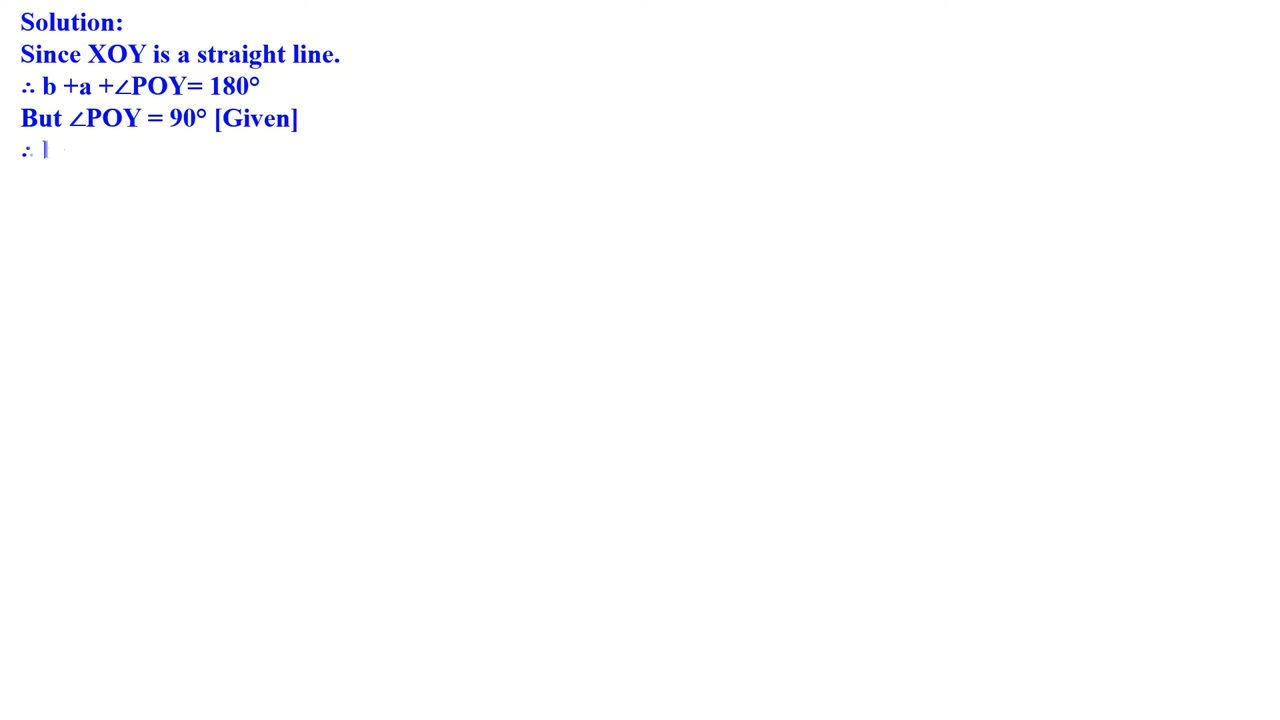 Solution:
Since XOY is a straight line.
∴ b +a +∠POY= 180°
But ∠POY = 90° [Given]
∴